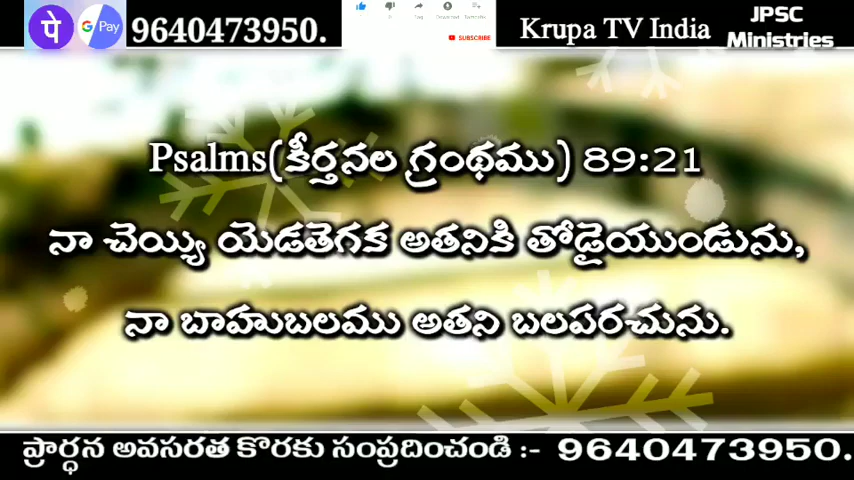 पे G Pay 9640473950.
SUBSCRIBE
Krupa TV India
JPSC
Ministries
Psalms(కీర్తనల గ్రంథము) 89:21
నా చెయ్యి యెడతెగక అతనికి తోడైయుండును,
నా బాహుబలము అతని బలపరచును.
ప్రార్ధన అవసరత కొరకు సంప్రదించండి :- 9640473950.